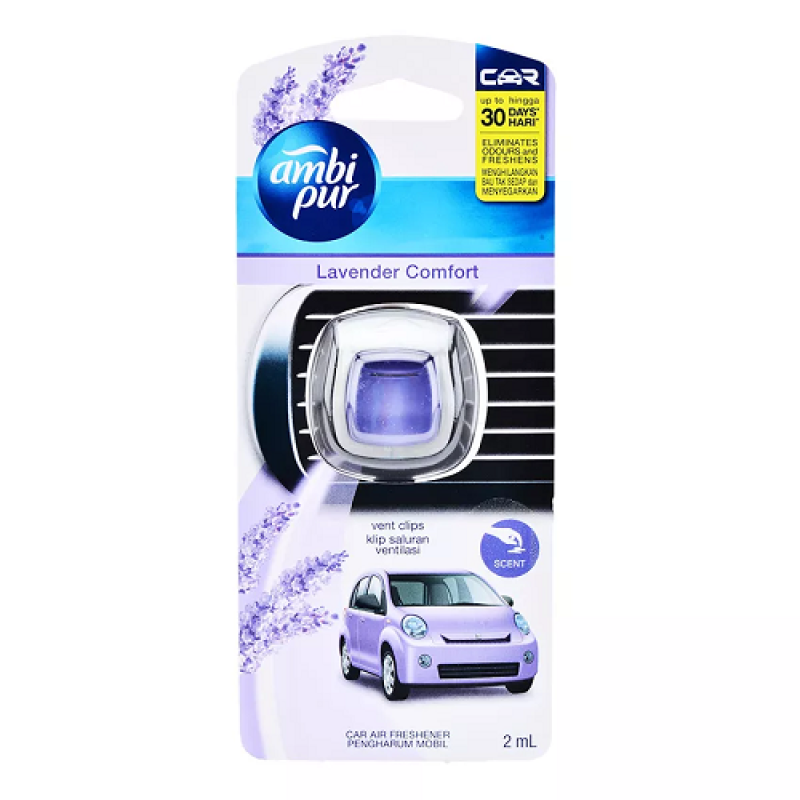 CAR
up to hingga
30 DAYS*
HARI*
ELIMINATES
ODOURS and
FRESHENS
MENGHILANGKAN
BAU TAK SEDAP dan
MENYEGARKAN
ambi
pur
Lavender Comfort
vent clips
klip saluran
ventilasi
SCENT
CAR AIR FRESHENER
PENGHARUM MOBIL
2 mL